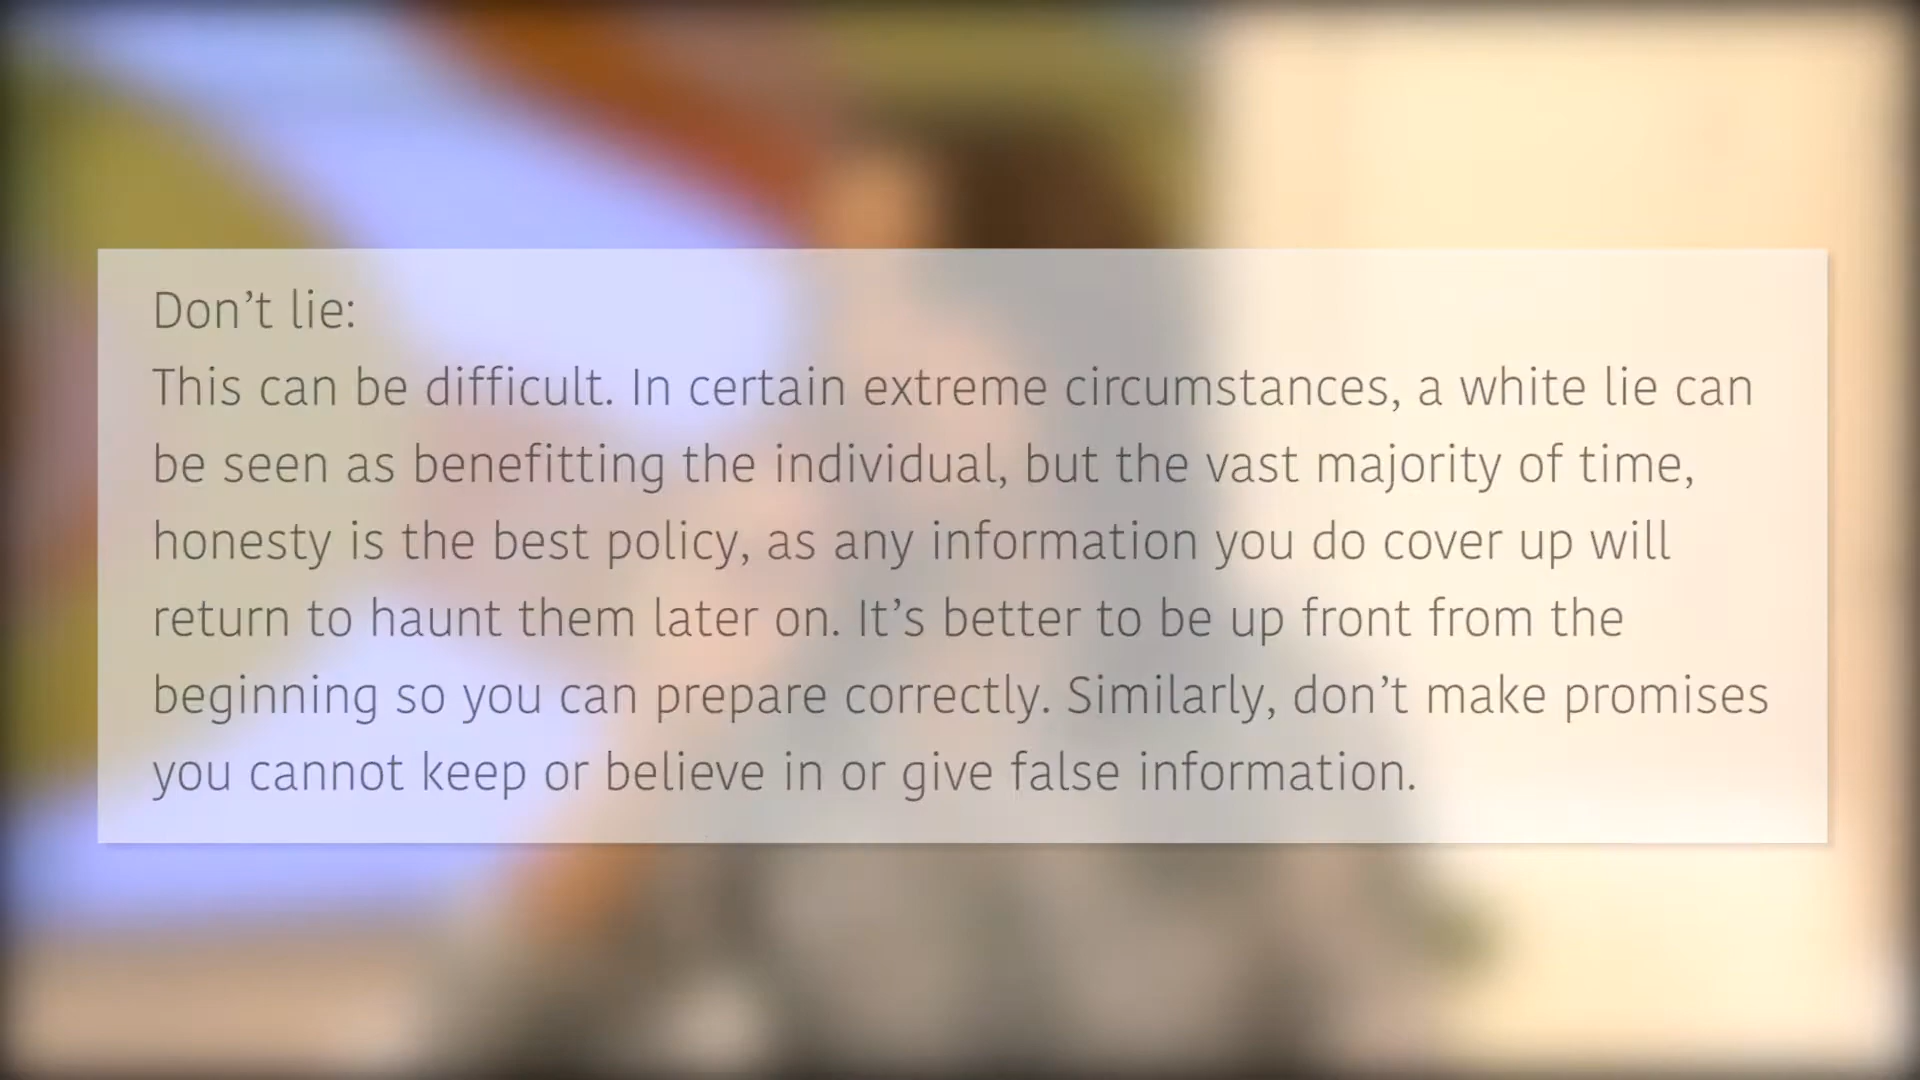 Don’t lie:
This can be difficult. In certain extreme circumstances, a white lie can
be seen as benefitting the individual, but the vast majority of time,
honesty is the best policy, as any information you do cover up will
return to haunt them later on. It’s better to be up front from the
beginning so you can prepare correctly. Similarly, don’t make promises
you cannot keep or believe in or give false information.